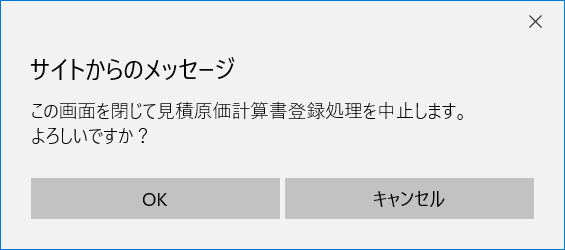 サイトからのメッセージ
この画面を閉じて見積原価計算書登録処理を中止します。
よろしいですか？
OK
キャンセル